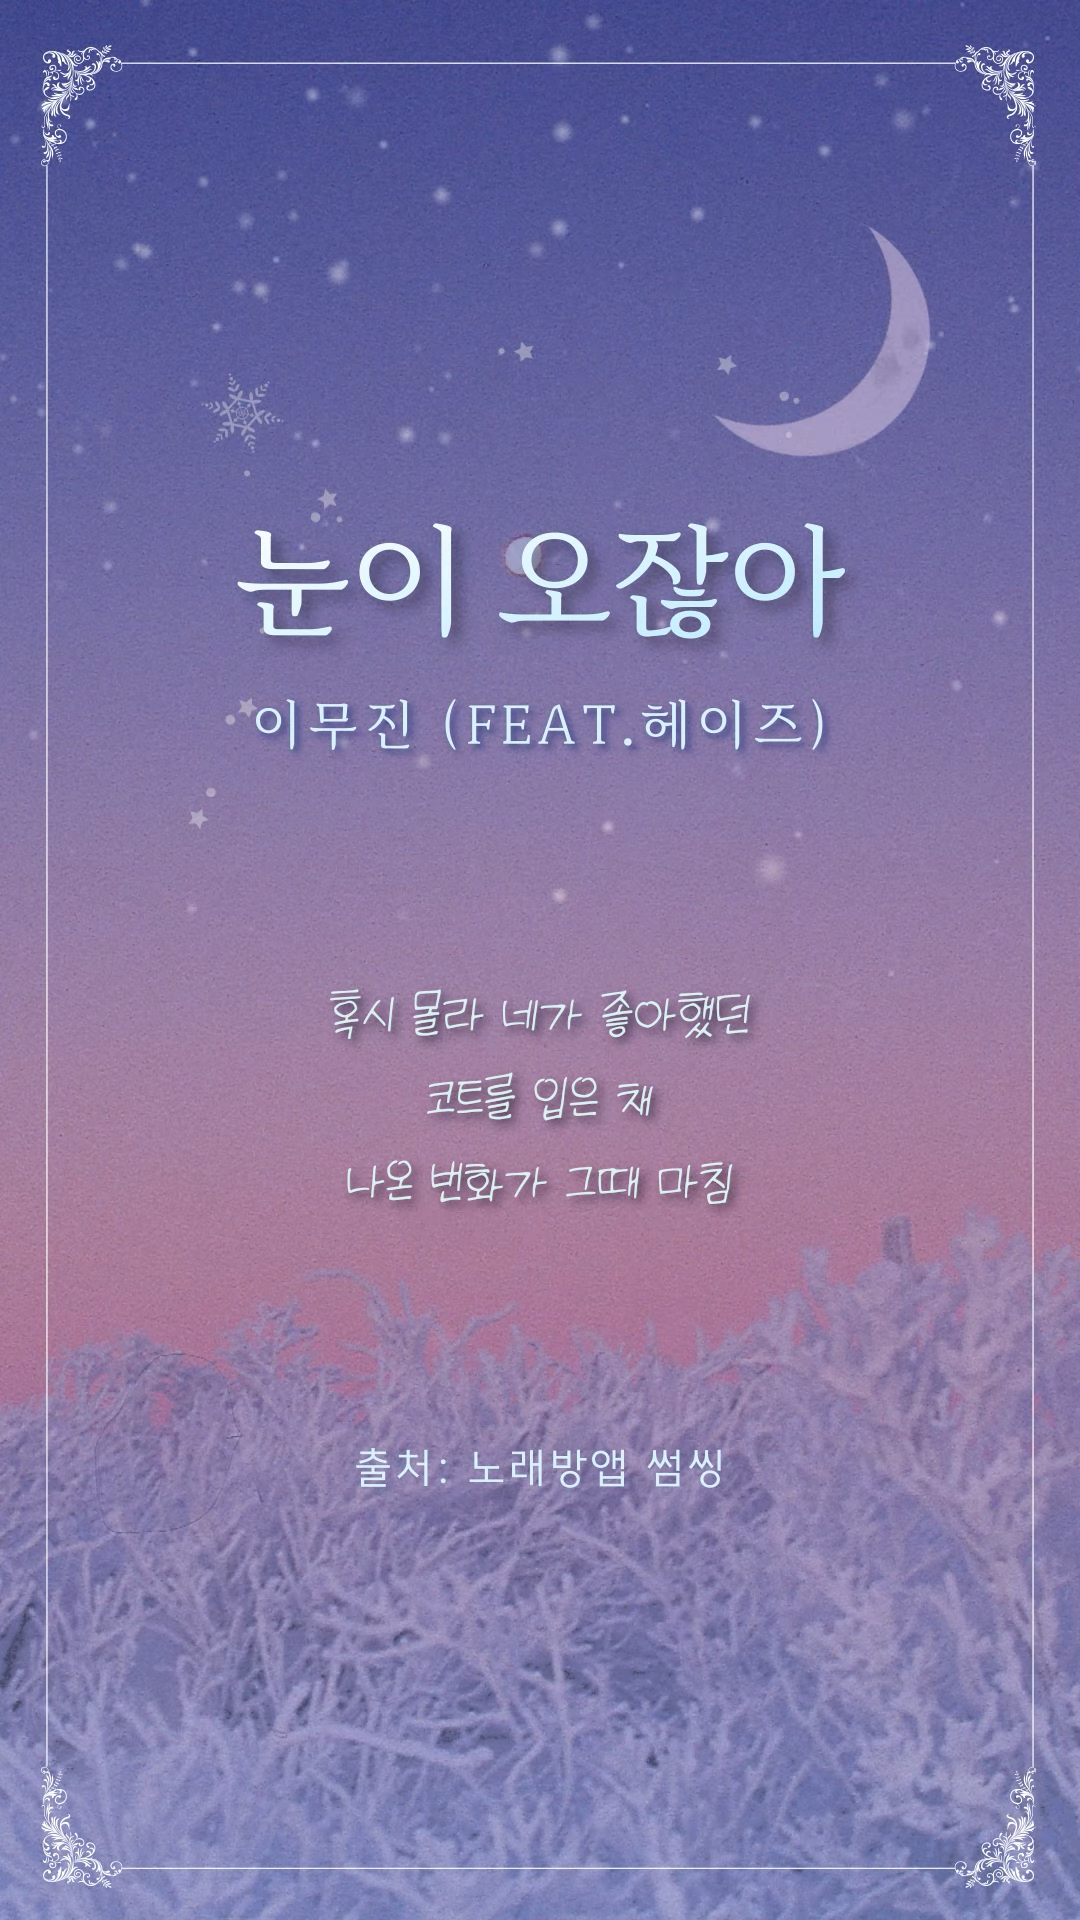 눈이 오잖아
이무진 (FEAT.헤이즈)
혹시 몰라 네가 좋아했던
코트를 입은 채
나온 번화가 그때 마침
출처: 노래방앱 썸씽